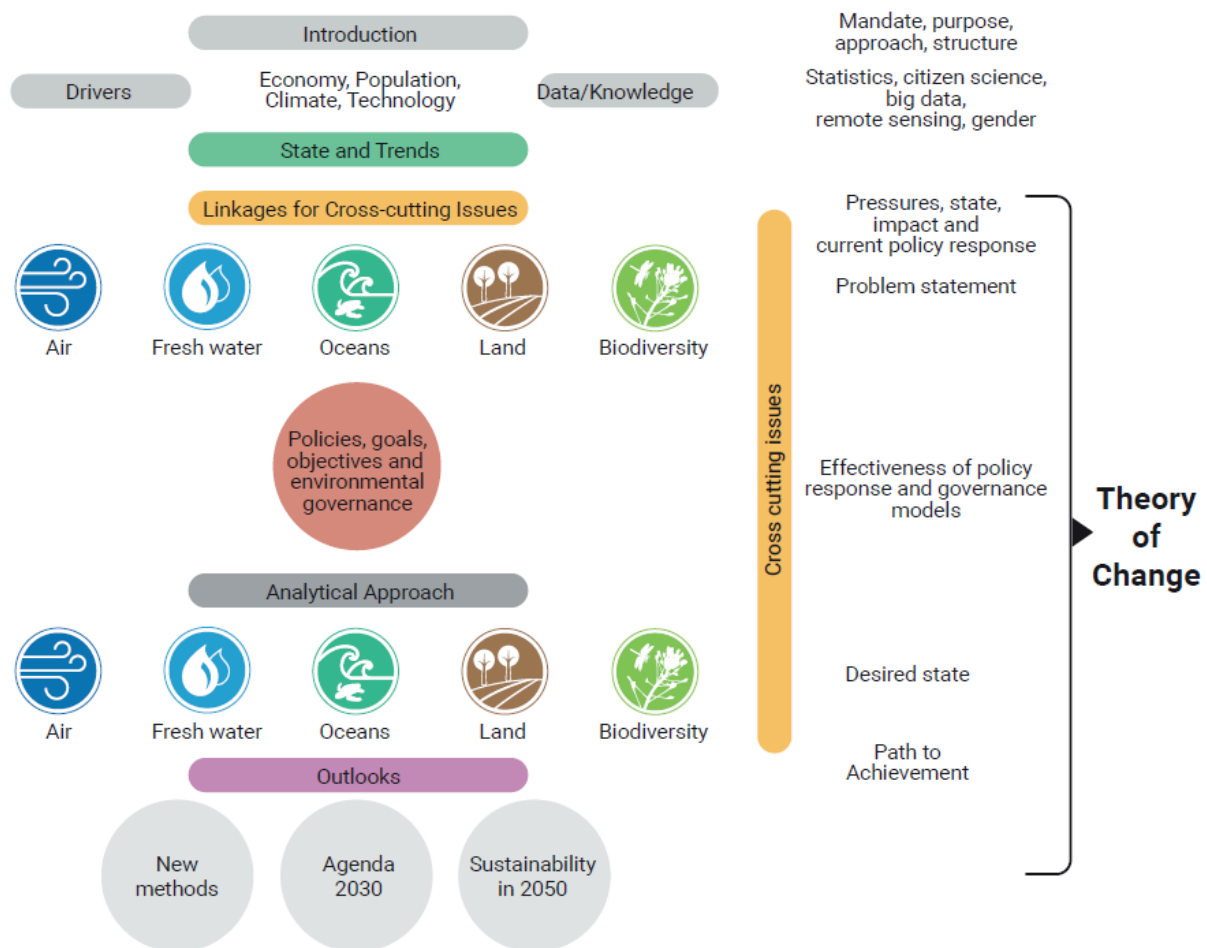 Introduction
Mandate, purpose,
approach, structure
Drivers
Economy, Population,
Climate, Technology
Data/Knowledge
Statistics, citizen science,
big data,
remote sensing, gender
State and Trends
Linkages for Cross-cutting Issues
Air
Fresh water
Oceans
Land
Biodiversity
Policies, goals,
objectives and
environmental
governance
Analytical Approach
Air
Fresh water
Oceans
Land
Biodiversity
Outlooks
New
methods
Agenda
2030
Sustainability
in 2050
Cross cutting issues
Pressures, state,
impact and
current policy response
Problem statement
Effectiveness of policy
response and governance
models
Desired state
Path to
Achievement
Theory
of
Change